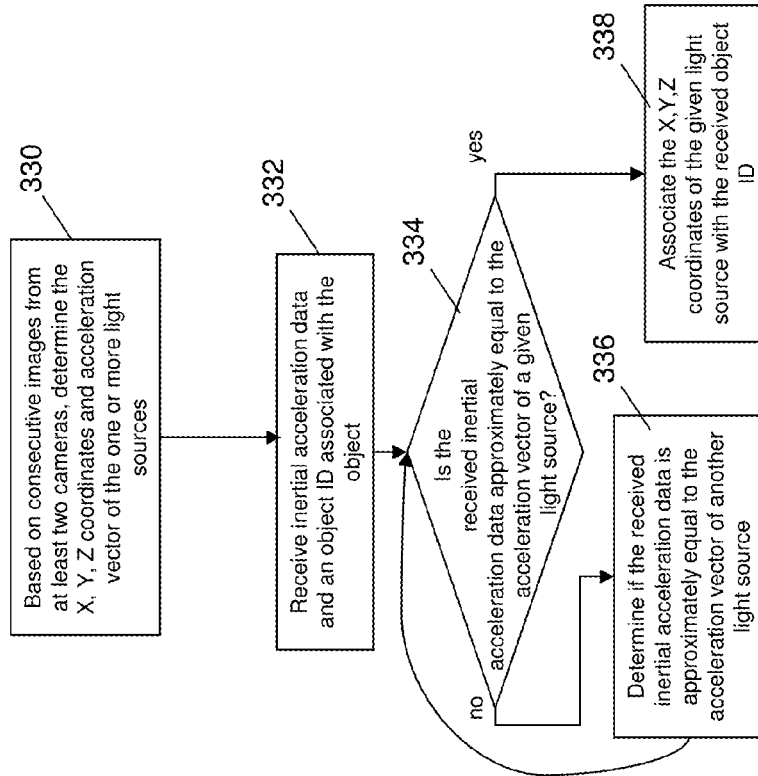 330
Based on consecutive images from
at least two cameras, determine the
X, Y, Z coordinates and acceleration
vector of the one or more light
sources
332
Receive inertial acceleration data
and an object ID associated with the
object
334
Is the
received inertial
acceleration data approximately equal to the
acceleration vector of a given
light source?
no
yes
336
Determine if the received
inertial acceleration data is
approximately equal to the
acceleration vector of another
light source
338
Associate the X,Y,Z
coordinates of the given light
source with the received object
ID